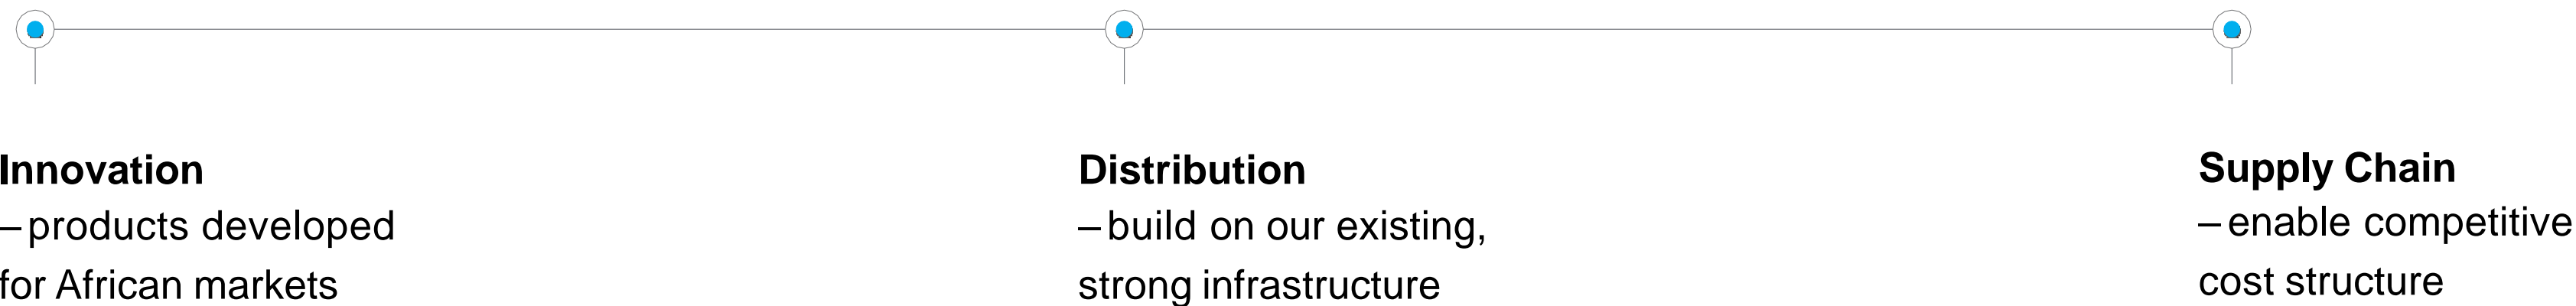 Innovation
– products developed
for African markets
Distribution
– build on our existing,
strong infrastructure
Supply Chain
– enable competitive
cost structure